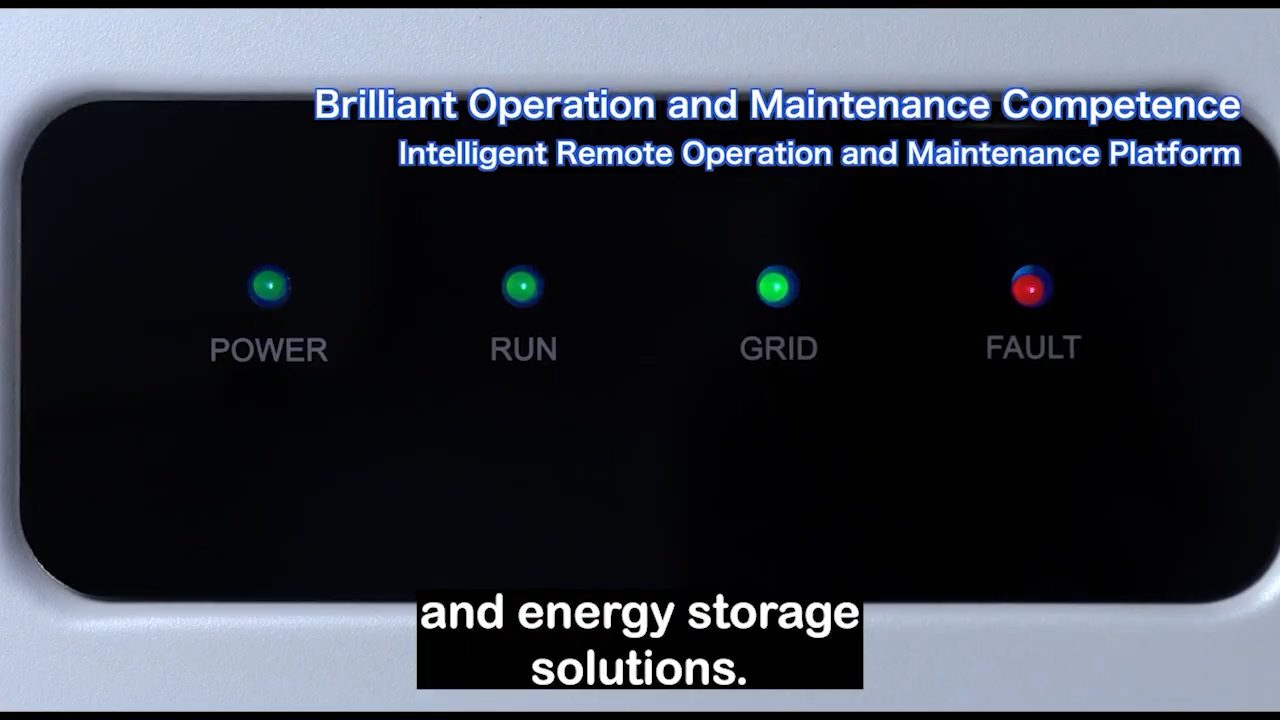 Brilliant Operation and Maintenance Competence
Intelligent Remote Operation and Maintenance Platform
POWER RUN GRID FAULT
and energy storage
solutions.